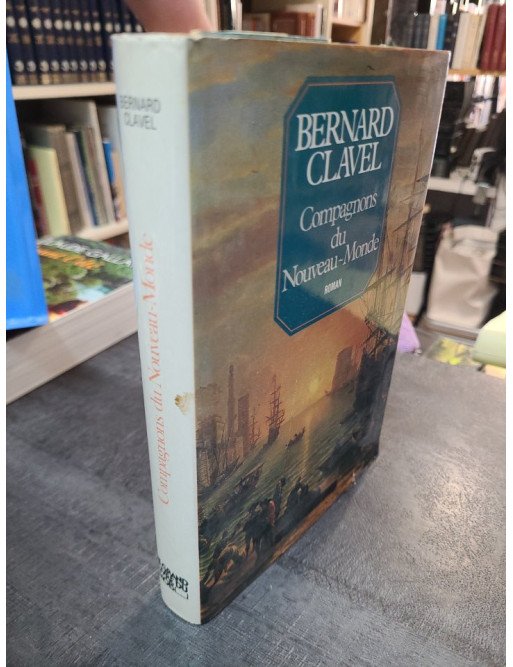 BERNARD
CLAVEL
Compagnons du Nouveau-Monde
BERNARD
CLAVEL
Compagnons
du
Nouveau-Monde
ROMAN